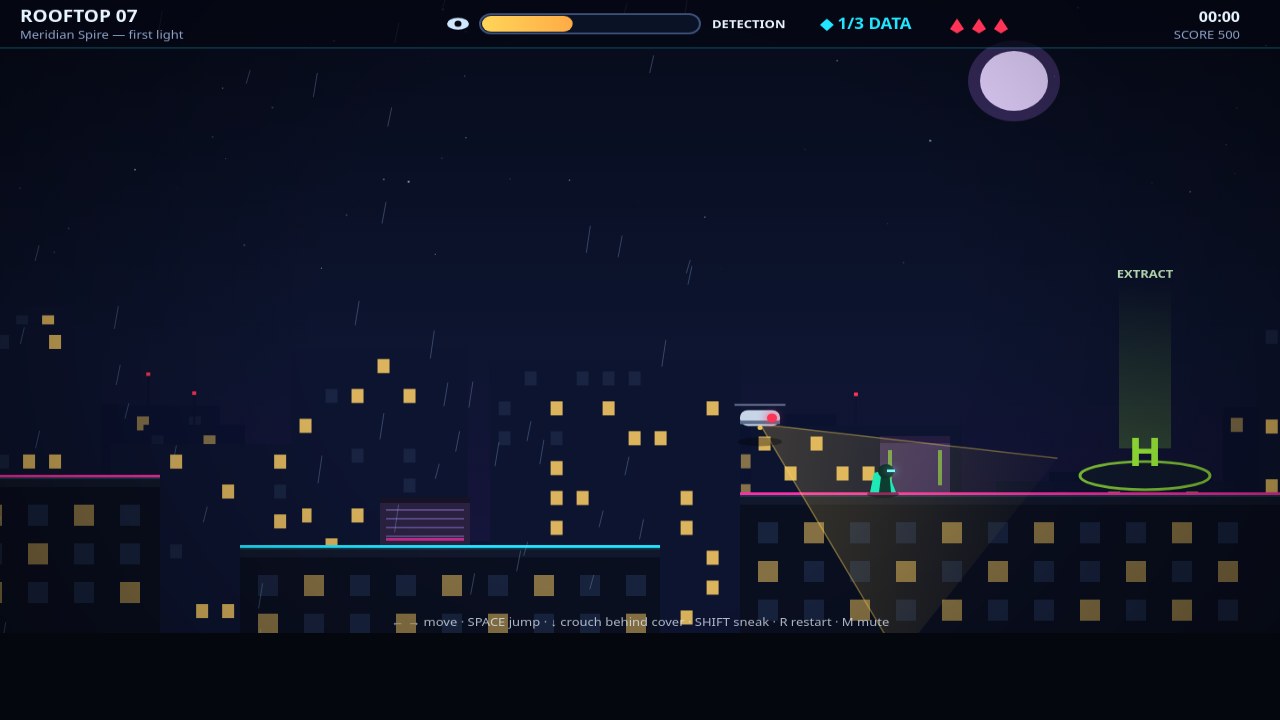 ROOFTOP 07
Meridian Spire — first light
DETECTION
◆ 1/3 DATA
00:00
SCORE 500
EXTRACT
H
← → move · SPACE jump · ↓ crouch behind cover · SHIFT sneak · R restart · M mute